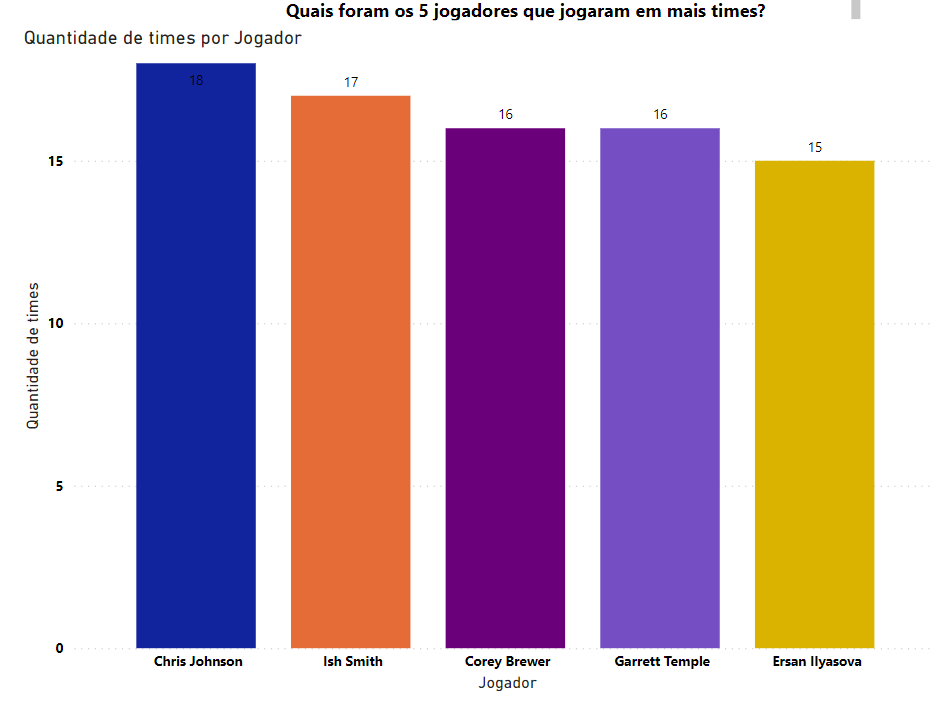 Quais foram os 5 jogadores que jogaram em mais times?
Quantidade de times por Jogador
18
17
16
16
15
15
10
5
0
Quantidade de times
Chris Johnson
Ish Smith
Corey Brewer
Garrett Temple
Ersan Ilyasova
Jogador